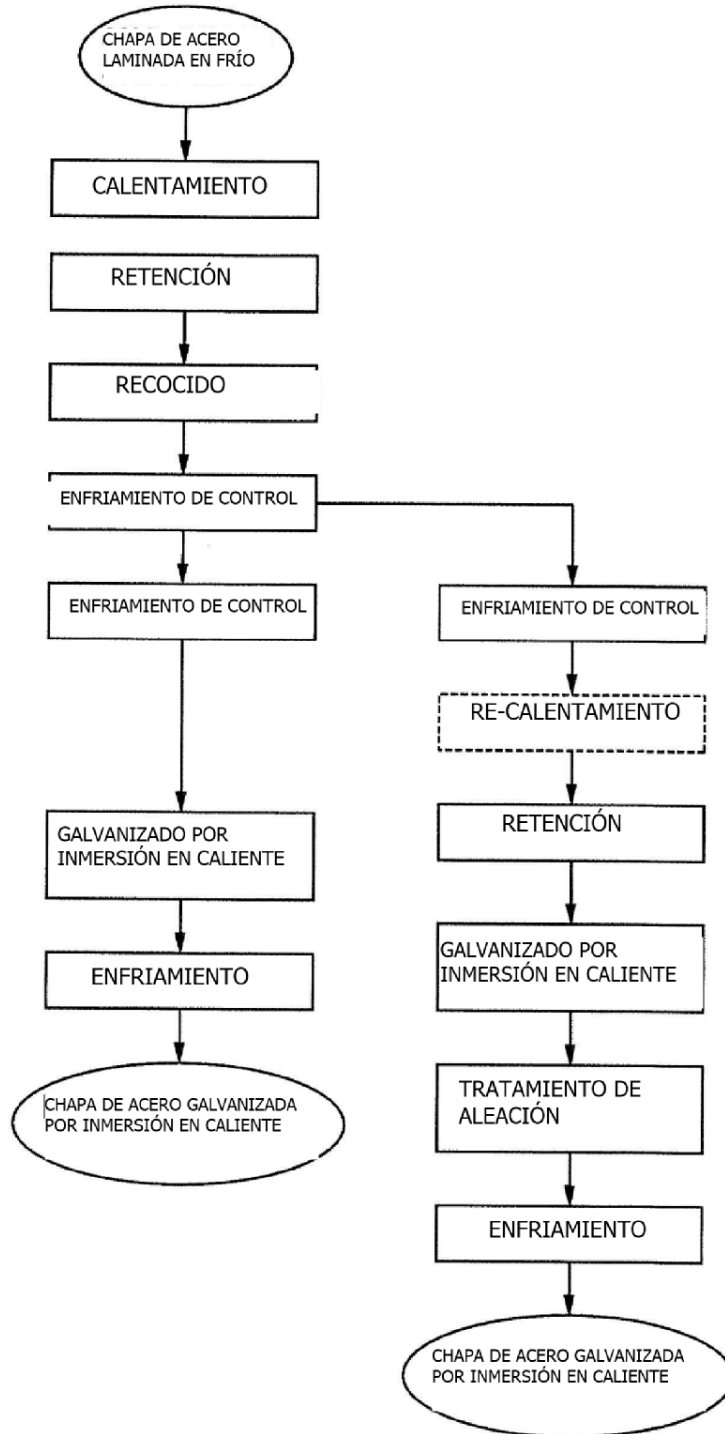 CHAPA DE ACERO
LAMINADA EN FRÍO
CALENTAMIENTO
RETENCIÓN
RECOCIDO
ENFRIAMIENTO DE CONTROL
ENFRIAMIENTO DE CONTROL
GALVANIZADO POR
INMERSIÓN EN CALIENTE
ENFRIAMIENTO
CHAPA DE ACERO GALVANIZADA
POR INMERSIÓN EN CALIENTE
ENFRIAMIENTO DE CONTROL
RE-CALENTAMIENTO
RETENCIÓN
GALVANIZADO POR
INMERSIÓN EN CALIENTE
TRATAMIENTO DE
ALEACIÓN
ENFRIAMIENTO
CHAPA DE ACERO GALVANIZADA
POR INMERSIÓN EN CALIENTE